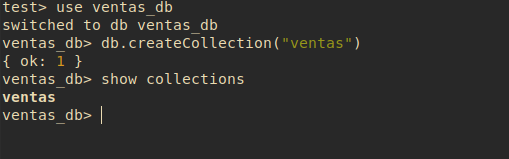 test> use ventas_db
switched to db ventas_db
ventas_db> db.createCollection("ventas")
{ ok: 1 }
ventas_db> show collections
ventas
ventas_db>